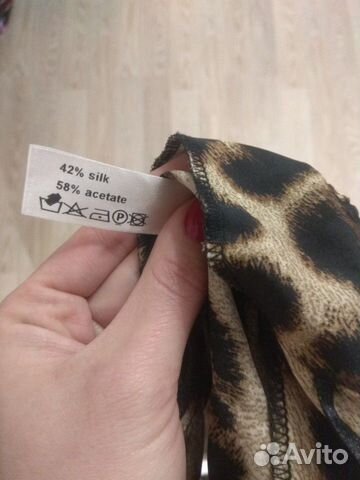 42% silk
58% acetate
P
Avito